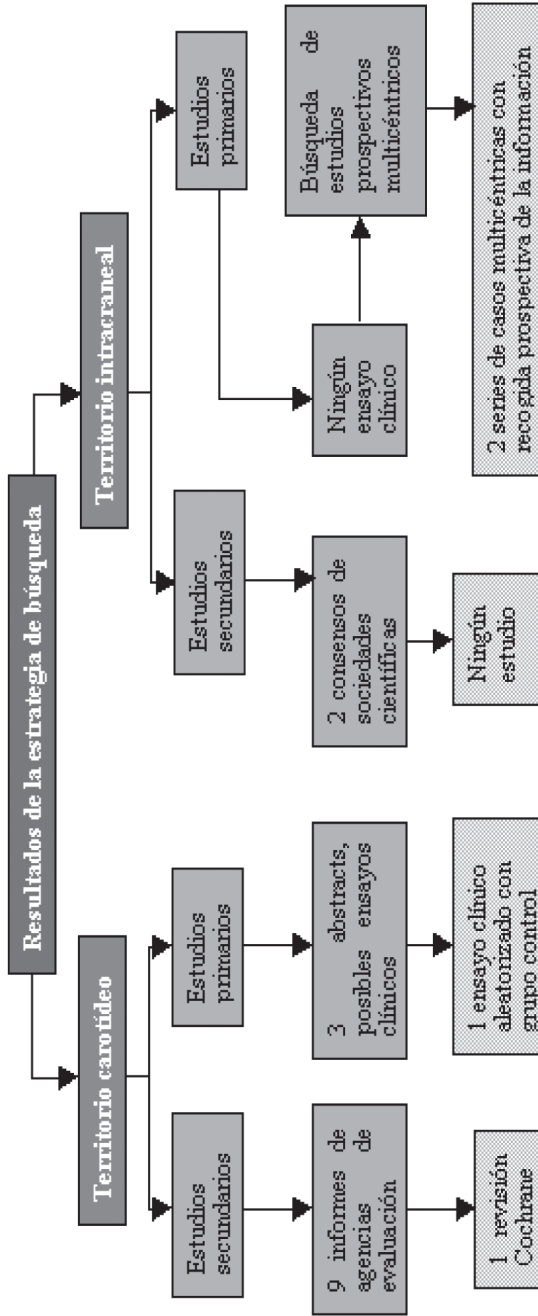 Resultados de la estrategia de búsqueda
Territorio carotídeo
Territorio intracraneal
Estudios
secundarios
Estudios
primarios
Estudios
secundarios
Estudios
primarios
9 informes de
agencias de
evaluación
3 abstracts,
posibles ensayos
clínicos
2 consensos de
sociedades
científicas
Ningún
ensayo
clínico
Búsqueda de
estudios
prospectivos
multicéntricos
1 revisión
Cochrane
1 ensayo clínico
aleatorizado con
grupo control
Ningún
estudio
2 series de casos multicéntricas con
recogida prospectiva de la información